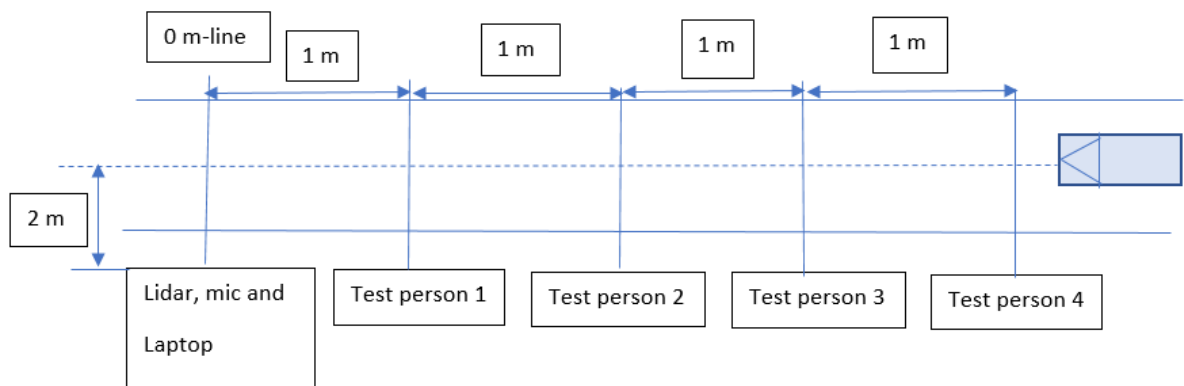 0 m-line
1 m
1 m
1 m
1 m
2 m
Lidar, mic and
Laptop
Test person 1
Test person 2
Test person 3
Test person 4